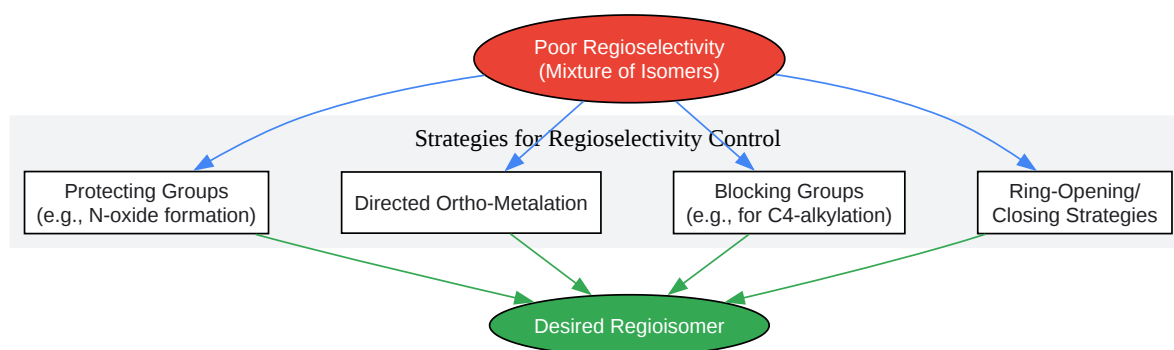 Poor Regioselectivity
(Mixture of Isomers)
Strategies for Regioselectivity Control
Protecting Groups
(e.g., N-oxide formation)
Directed Ortho-Metalation
Blocking Groups
(e.g., for C4-alkylation)
Ring-Opening/
Closing Strategies
Desired Regioisomer